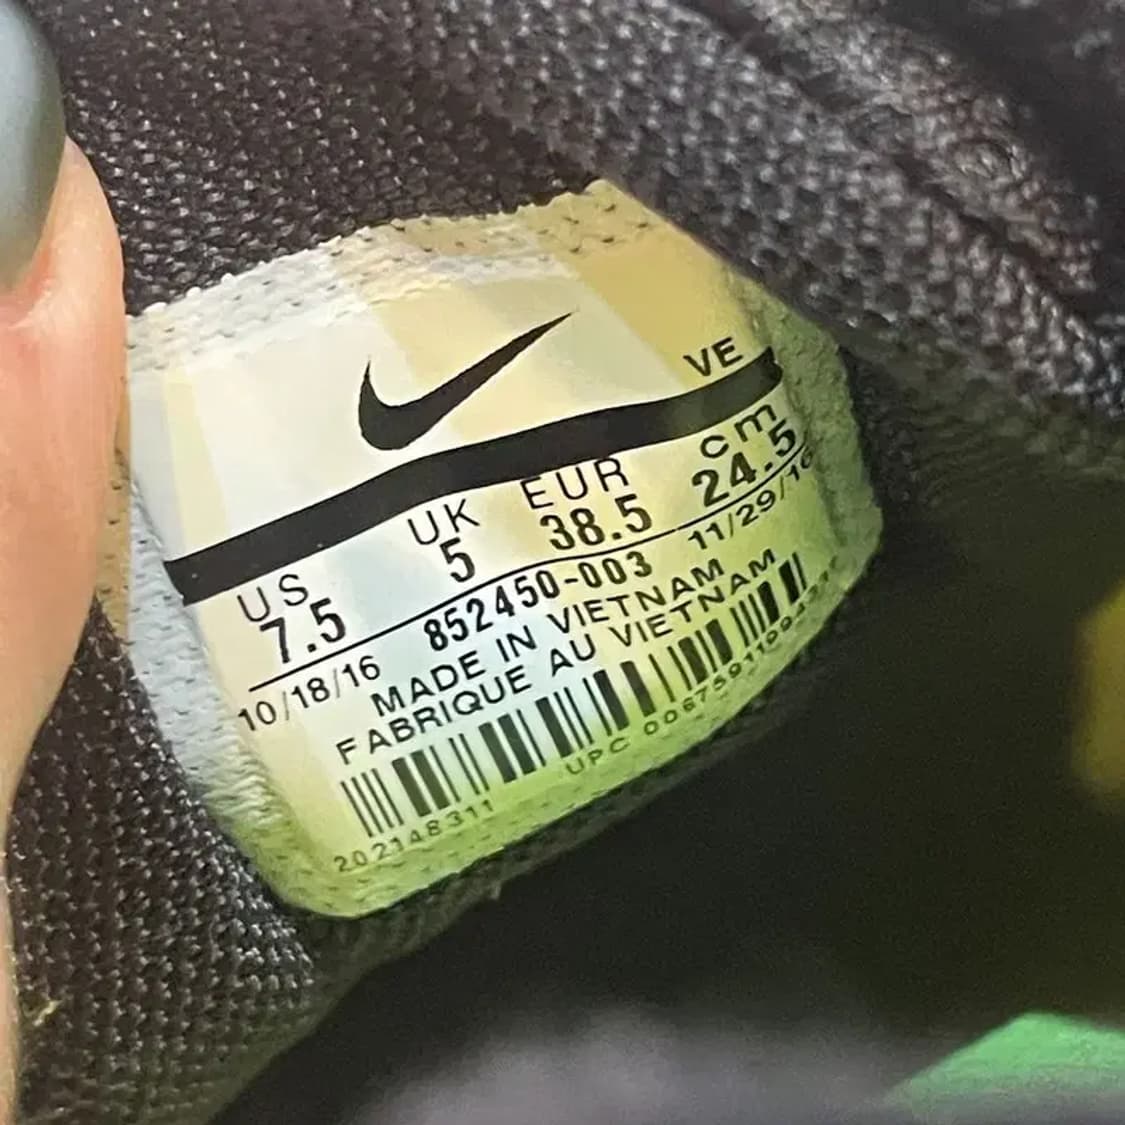 VE
US UK EUR cm
7.5 5 38.5 24.5
10/18/16 852450-003 11/29/16
MADE IN VIETNAM
FABRIQUE AU VIETNAM
202148311 UPC